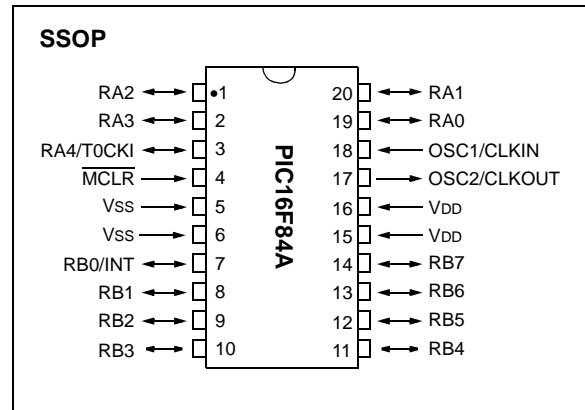 SSOP
RA2 •1 20 RA1
RA3 2 19 RA0
RA4/T0CKI 3 18 OSC1/CLKIN
MCLR 4 17 OSC2/CLKOUT
VSS 5 16 VDD
VSS 6 15 VDD
RB0/INT 7 14 RB7
RB1 8 13 RB6
RB2 9 12 RB5
RB3 10 11 RB4
PIC16F84A